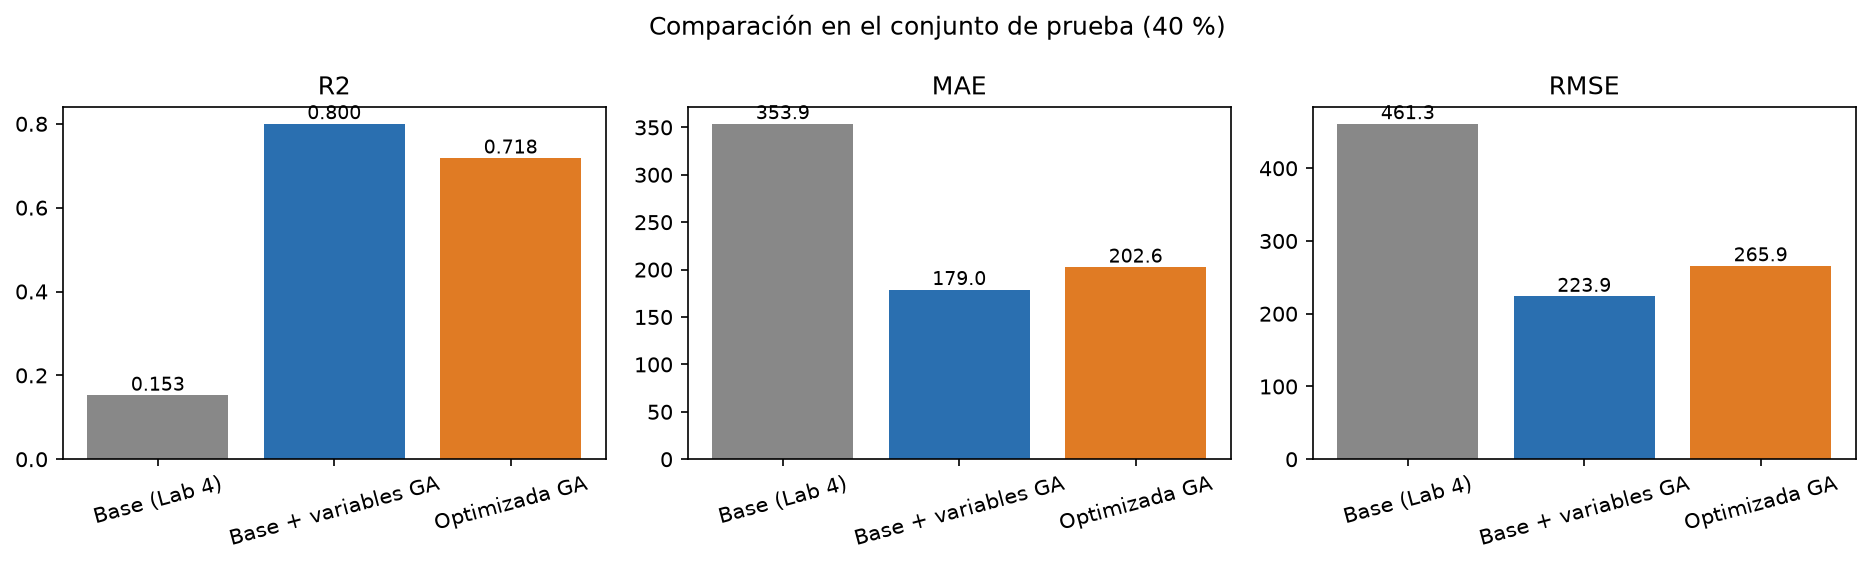 Comparación en el conjunto de prueba (40 %)
R2
0.8
0.6
0.4
0.2
0.0
0.153
0.800
0.718
Base (Lab 4)
Base + variables GA
Optimizada GA
MAE
350
300
250
200
150
100
50
0
353.9
179.0
202.6
Base (Lab 4)
Base + variables GA
Optimizada GA
RMSE
400
300
200
100
0
461.3
223.9
265.9
Base (Lab 4)
Base + variables GA
Optimizada GA